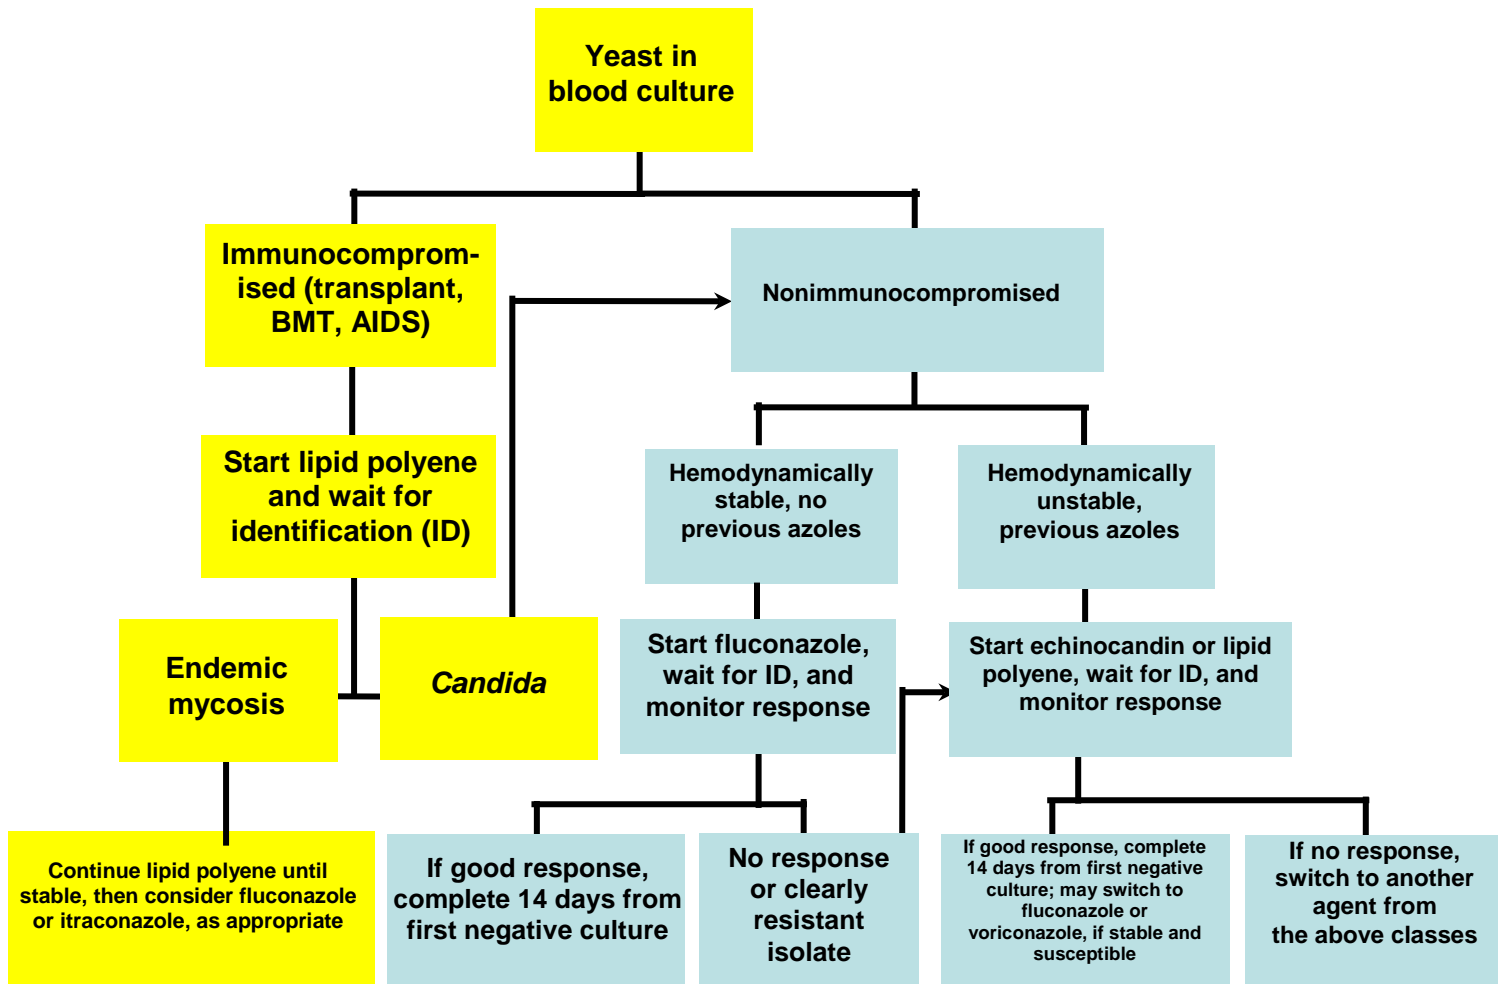 Yeast in
blood culture
Immunocomprom-
ised (transplant,
BMT, AIDS)
Nonimmunocompromised
Start lipid polyene
and wait for
identification (ID)
Hemodynamically
stable, no
previous azoles
Hemodynamically
unstable,
previous azoles
Endemic
mycosis
Candida
Start fluconazole,
wait for ID, and
monitor response
Start echinocandin or lipid
polyene, wait for ID, and
monitor response
Continue lipid polyene until
stable, then consider fluconazole
or itraconazole, as appropriate
If good response,
complete 14 days from
first negative culture
No response
or clearly
resistant
isolate
If good response, complete
14 days from first negative
culture; may switch to
fluconazole or
voriconazole, if stable and
susceptible
If no response,
switch to another
agent from
the above classes